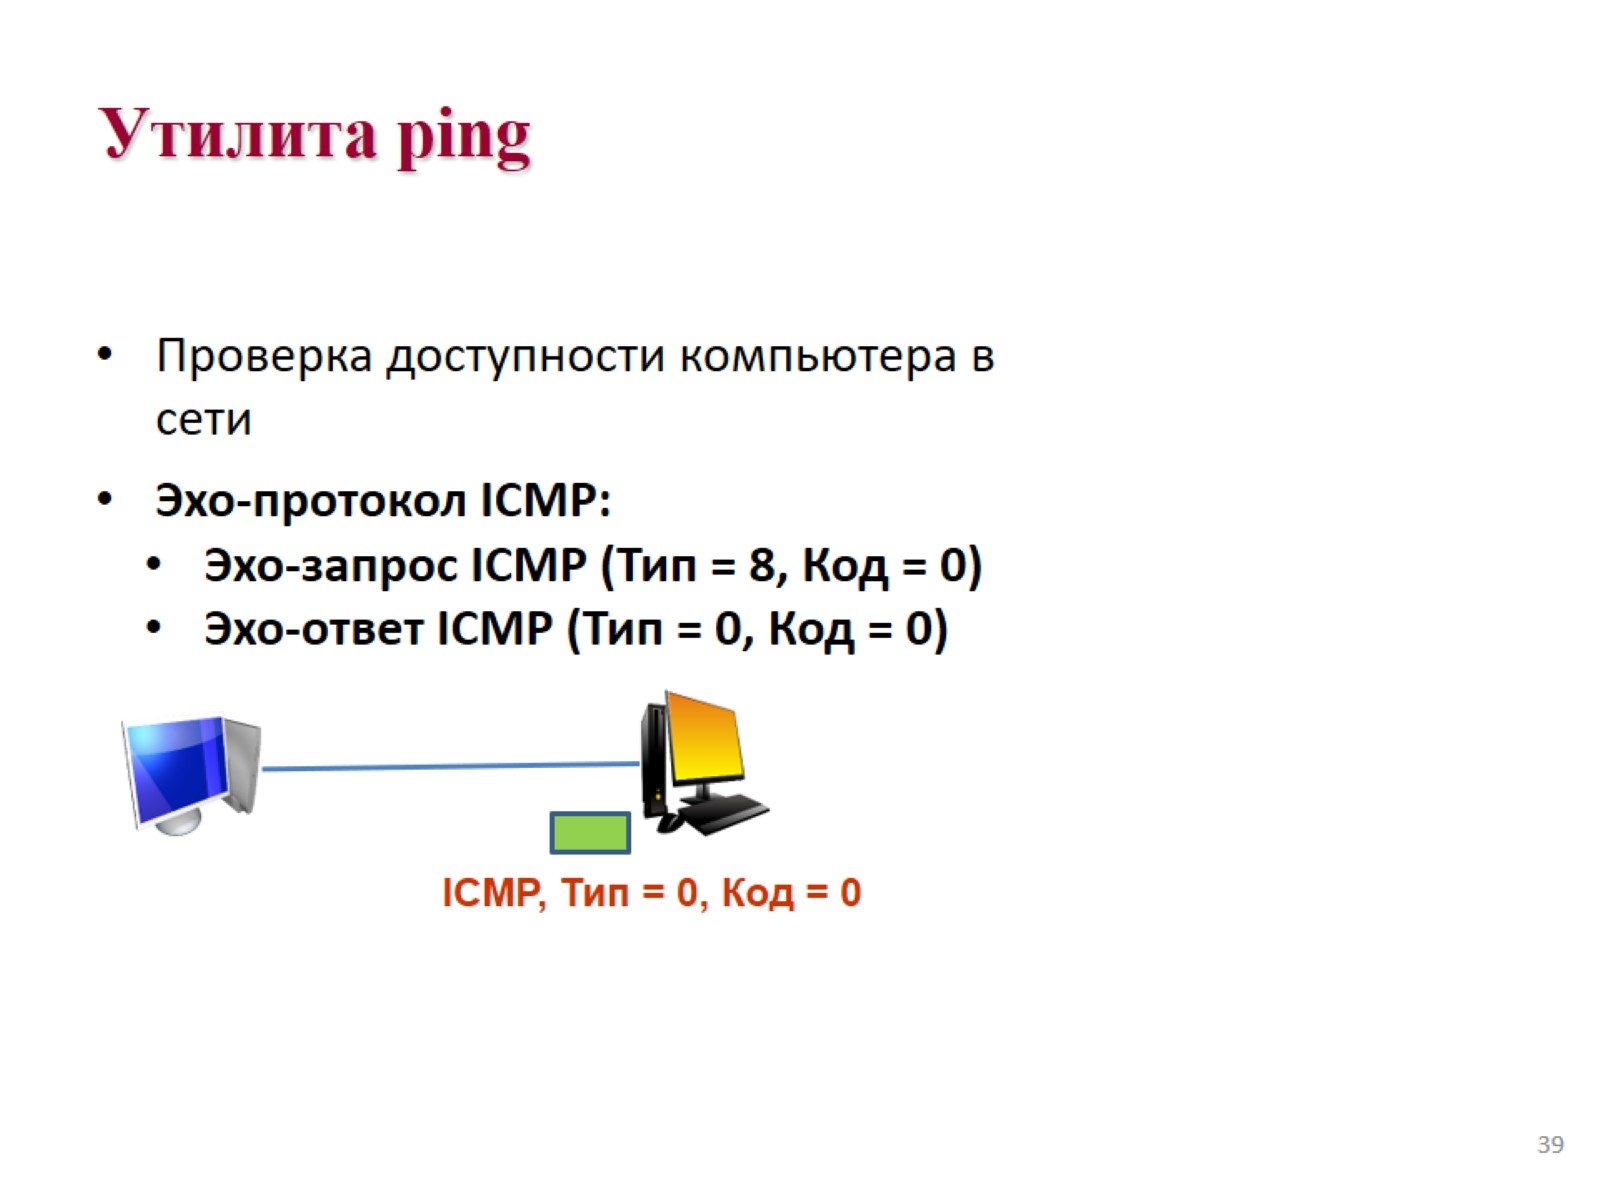 Утилита ping
• Проверка доступности компьютера в
сети
• Эхо-протокол ICMP:
• Эхо-запрос ICMP (Тип = 8, Код = 0)
• Эхо-ответ ICMP (Тип = 0, Код = 0)
ICMP, Тип = 0, Код = 0
39